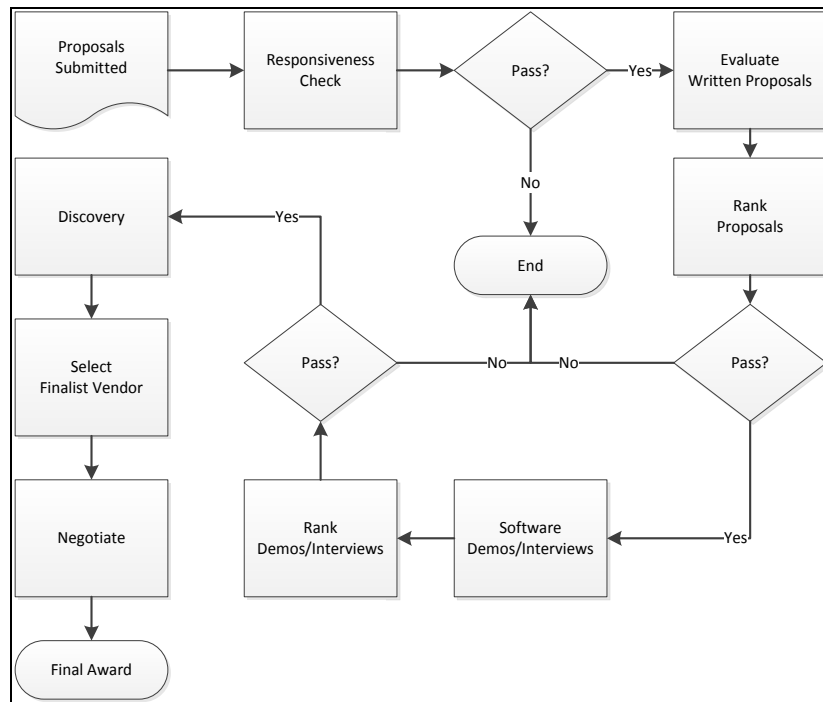 Proposals
Submitted
Responsiveness
Check
Pass?
Yes
Evaluate
Written Proposals
No
Rank
Proposals
Discovery
Yes
End
Select
Finalist Vendor
Pass?
No
No
Pass?
Negotiate
Rank
Demos/Interviews
Software
Demos/Interviews
Yes
Final Award